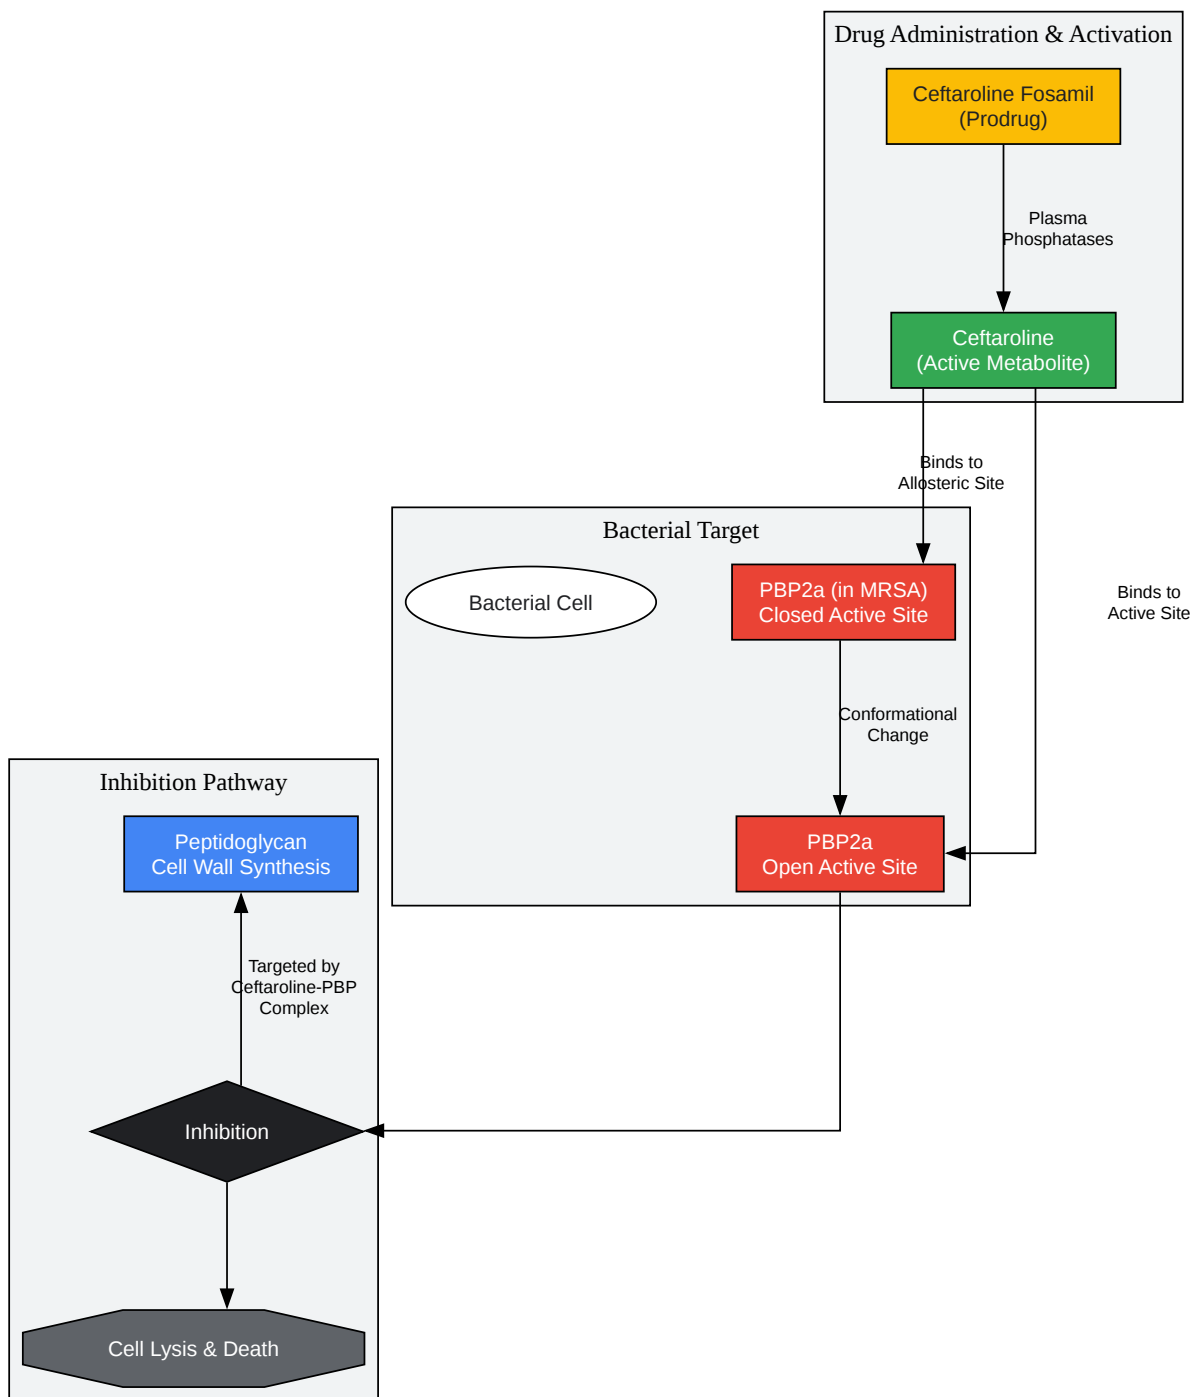 Drug Administration & Activation
Ceftaroline Fosamil
(Prodrug)
Plasma
Phosphatases
Ceftaroline
(Active Metabolite)
Binds to
Allosteric Site
Bacterial Target
Bacterial Cell
PBP2a (in MRSA)
Closed Active Site
Binds to
Active Site
Conformational
Change
PBP2a
Open Active Site
Inhibition Pathway
Peptidoglycan
Cell Wall Synthesis
Targeted by
Ceftaroline-PBP
Complex
Inhibition
Cell Lysis & Death